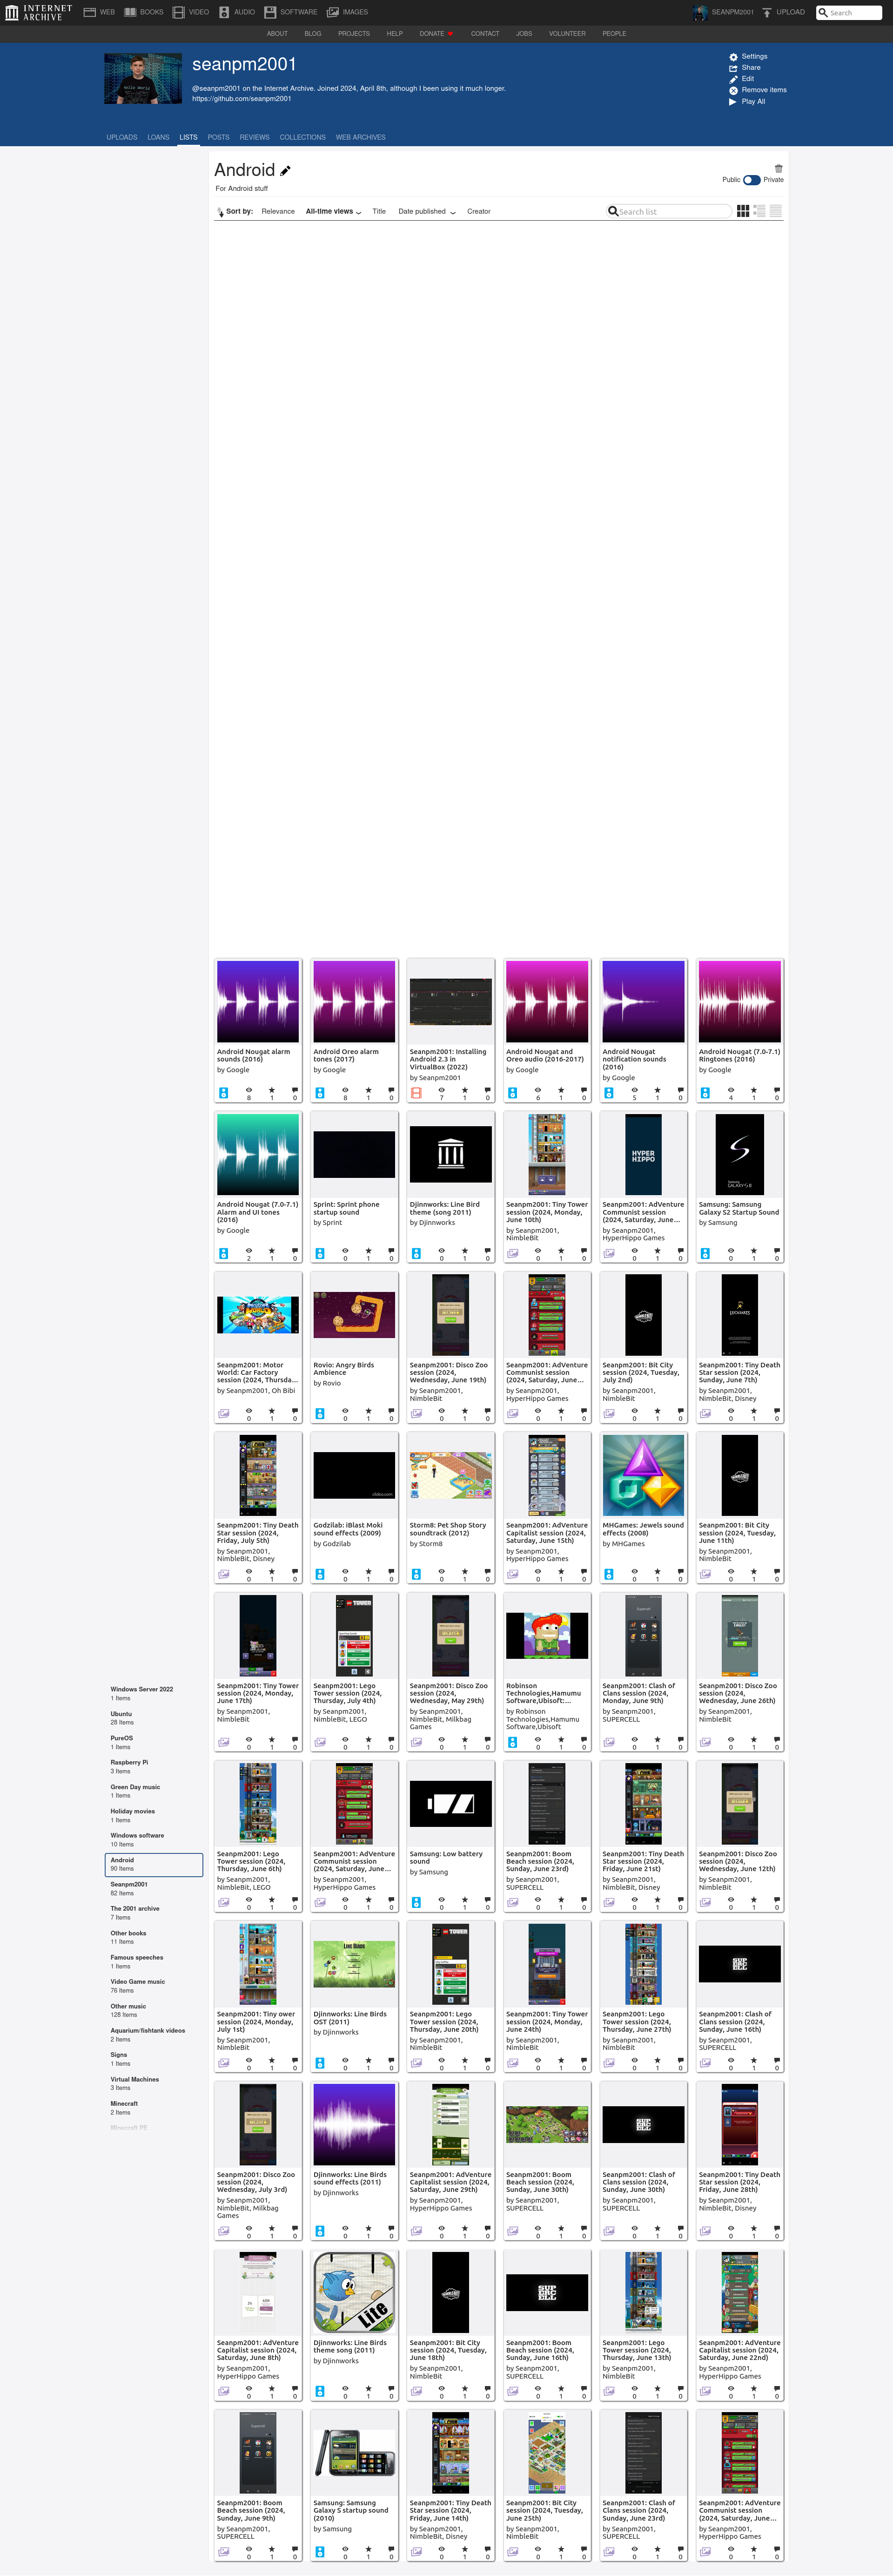 INTERNET ARCHIVE
WEB BOOKS VIDEO AUDIO SOFTWARE IMAGES
SEANPM2001 UPLOAD Search
ABOUT BLOG PROJECTS HELP DONATE CONTACT JOBS VOLUNTEER PEOPLE
seanpm2001
@seanpm2001 on the Internet Archive. Joined 2024, April 8th, although I been using it much longer.
https://github.com/seanpm2001
Settings
Share
Edit
Remove items
Play All
UPLOADS LOANS LISTS POSTS REVIEWS COLLECTIONS WEB ARCHIVES
Android
For Android stuff
Public Private
Sort by: Relevance All-time views Title Date published Creator
Search list
Android Nougat alarm sounds (2016)
by Google
8 1 0
Android Oreo alarm tones (2017)
by Google
8 1 0
Seanpm2001: Installing Android 2.3 in VirtualBox (2022)
by Seanpm2001
7 1 0
Android Nougat and Oreo audio (2016-2017)
by Google
6 1 0
Android Nougat notification sounds (2016)
by Google
5 1 0
Android Nougat (7.0-7.1) Ringtones (2016)
by Google
4 1 0
Android Nougat (7.0-7.1) Alarm and UI tones (2016)
by Google
2 1 0
Sprint: Sprint phone startup sound
by Sprint
0 1 0
Djinnworks: Line Bird theme (song 2011)
by Djinnworks
0 1 0
Seanpm2001: Tiny Tower session (2024, Monday, June 10th)
by Seanpm2001, NimbleBit
0 1 0
HYPER HIPPO
Seanpm2001: AdVenture Communist session (2024, Saturday, June...
by Seanpm2001, HyperHippo Games
0 1 0
Samsung: Samsung Galaxy S2 Startup Sound
by Samsung
0 1 0
Seanpm2001: Motor World: Car Factory session (2024, Thursda...
by Seanpm2001, Oh Bibi
0 1 0
Rovio: Angry Birds Ambience
by Rovio
0 1 0
Seanpm2001: Disco Zoo session (2024, Wednesday, June 19th)
by Seanpm2001, NimbleBit
0 1 0
Seanpm2001: AdVenture Communist session (2024, Saturday, June...
by Seanpm2001, HyperHippo Games
0 1 0
Seanpm2001: Bit City session (2024, Tuesday, July 2nd)
by Seanpm2001, NimbleBit
0 1 0
Seanpm2001: Tiny Death Star session (2024, Sunday, June 7th)
by Seanpm2001, NimbleBit, Disney
0 1 0
Seanpm2001: Tiny Death Star session (2024, Friday, July 5th)
by Seanpm2001, NimbleBit, Disney
0 1 0
Godzilab: iBlast Moki sound effects (2009)
by Godzilab
0 1 0
Storm8: Pet Shop Story soundtrack (2012)
by Storm8
0 1 0
Seanpm2001: AdVenture Capitalist session (2024, Saturday, June 15th)
by Seanpm2001, HyperHippo Games
0 1 0
MHGames: Jewels sound effects (2008)
by MHGames
0 1 0
Seanpm2001: Bit City session (2024, Tuesday, June 11th)
by Seanpm2001, NimbleBit
0 1 0
Seanpm2001: Tiny Tower session (2024, Monday, June 17th)
by Seanpm2001, NimbleBit
0 1 0
TOWER
Seanpm2001: Lego Tower session (2024, Thursday, July 4th)
by Seanpm2001, NimbleBit, LEGO
0 1 0
Seanpm2001: Disco Zoo session (2024, Wednesday, May 29th)
by Seanpm2001, NimbleBit, Milkbag Games
0 1 0
Robinson Technologies,Hamumu Software,Ubisoft:...
by Robinson Technologies,Hamumu Software,Ubisoft
0 1 0
Seanpm2001: Clash of Clans session (2024, Monday, June 9th)
by Seanpm2001, SUPERCELL
0 1 0
Seanpm2001: Disco Zoo session (2024, Wednesday, June 26th)
by Seanpm2001, NimbleBit
0 1 0
Windows Server 2022
1 Items
Ubuntu
28 Items
PureOS
1 Items
Raspberry Pi
3 Items
Green Day music
1 Items
Holiday movies
1 Items
Windows software
10 Items
Android
90 Items
Seanpm2001
82 Items
The 2001 archive
7 Items
Other books
11 Items
Famous speeches
1 Items
Video Game music
76 Items
Other music
128 Items
Aquarium/fishtank videos
2 Items
Signs
1 Items
Virtual Machines
3 Items
Minecraft
2 Items
Minecraft PE
Seanpm2001: Lego Tower session (2024, Thursday, June 6th)
by Seanpm2001, NimbleBit, LEGO
0 1 0
Seanpm2001: AdVenture Communist session (2024, Saturday, June...
by Seanpm2001, HyperHippo Games
0 1 0
Samsung: Low battery sound
by Samsung
0 1 0
Seanpm2001: Boom Beach session (2024, Sunday, June 23rd)
by Seanpm2001, SUPERCELL
0 1 0
Seanpm2001: Tiny Death Star session (2024, Friday, June 21st)
by Seanpm2001, NimbleBit, Disney
0 1 0
Seanpm2001: Disco Zoo session (2024, Wednesday, June 12th)
by Seanpm2001, NimbleBit
0 1 0
Seanpm2001: Tiny ower session (2024, Monday, July 1st)
by Seanpm2001, NimbleBit
0 1 0
LINE BIRDS
Djinnworks: Line Birds OST (2011)
by Djinnworks
0 1 0
TOWER
Seanpm2001: Lego Tower session (2024, Thursday, June 20th)
by Seanpm2001, NimbleBit
0 1 0
Seanpm2001: Tiny Tower session (2024, Monday, June 24th)
by Seanpm2001, NimbleBit
0 1 0
Seanpm2001: Lego Tower session (2024, Thursday, June 27th)
by Seanpm2001, NimbleBit
0 1 0
SUPERCELL
Seanpm2001: Clash of Clans session (2024, Sunday, June 16th)
by Seanpm2001, SUPERCELL
0 1 0
Seanpm2001: Disco Zoo session (2024, Wednesday, July 3rd)
by Seanpm2001, NimbleBit, Milkbag Games
0 1 0
Djinnworks: Line Birds sound effects (2011)
by Djinnworks
0 1 0
Seanpm2001: AdVenture Capitalist session (2024, Saturday, June 29th)
by Seanpm2001, HyperHippo Games
0 1 0
Seanpm2001: Boom Beach session (2024, Sunday, June 30th)
by Seanpm2001, SUPERCELL
0 1 0
SUPERCELL
Seanpm2001: Clash of Clans session (2024, Sunday, June 30th)
by Seanpm2001, SUPERCELL
0 1 0
Seanpm2001: Tiny Death Star session (2024, Friday, June 28th)
by Seanpm2001, NimbleBit, Disney
0 1 0
Seanpm2001: AdVenture Capitalist session (2024, Saturday, June 8th)
by Seanpm2001, HyperHippo Games
0 1 0
Lite
Djinnworks: Line Birds theme song (2011)
by Djinnworks
0 1 0
Seanpm2001: Bit City session (2024, Tuesday, June 18th)
by Seanpm2001, NimbleBit
0 1 0
SUPERCELL
Seanpm2001: Boom Beach session (2024, Sunday, June 16th)
by Seanpm2001, SUPERCELL
0 1 0
Seanpm2001: Lego Tower session (2024, Thursday, June 13th)
by Seanpm2001, NimbleBit
0 1 0
Seanpm2001: AdVenture Capitalist session (2024, Saturday, June 22nd)
by Seanpm2001, HyperHippo Games
0 1 0
Seanpm2001: Boom Beach session (2024, Sunday, June 9th)
by Seanpm2001, SUPERCELL
0 1 0
Samsung: Samsung Galaxy S startup sound (2010)
by Samsung
0 1 0
Seanpm2001: Tiny Death Star session (2024, Friday, June 14th)
by Seanpm2001, NimbleBit, Disney
0 1 0
Seanpm2001: Bit City session (2024, Tuesday, June 25th)
by Seanpm2001, NimbleBit
0 1 0
Seanpm2001: Clash of Clans session (2024, Sunday, June 23rd)
by Seanpm2001, SUPERCELL
0 1 0
Seanpm2001: AdVenture Communist session (2024, Saturday, June...
by Seanpm2001, HyperHippo Games
0 1 0